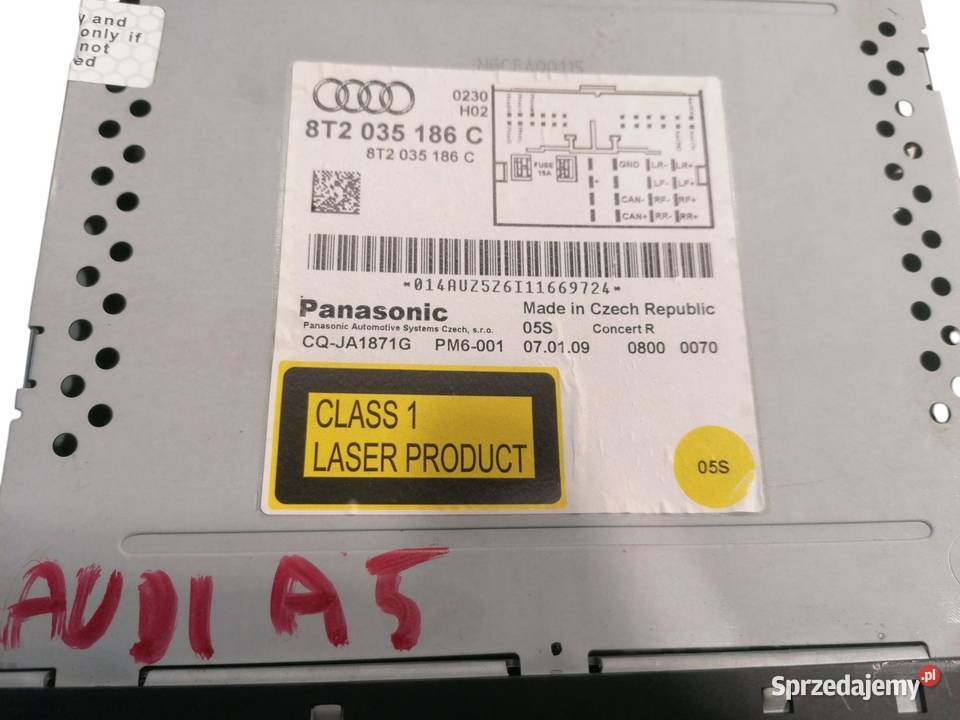 y and
only if
not
ed
N6C8A00115
0230
H02
8T2 035 186 C
8T2 035 186 C
FUSE
15A
GND LR- LR+
+ LF- LF+
CAN- RF- RF+
CAN+ RR- RR+
*014AUZ5Z6I11669724*
Panasonic Made in Czech Republic
Panasonic Automotive Systems Czech, s.r.o. 05S Concert R
CQ-JA1871G PM6-001 07.01.09 0800 0070
CLASS 1
LASER PRODUCT
05S
AUDI A5
Sprzedajemy.pl